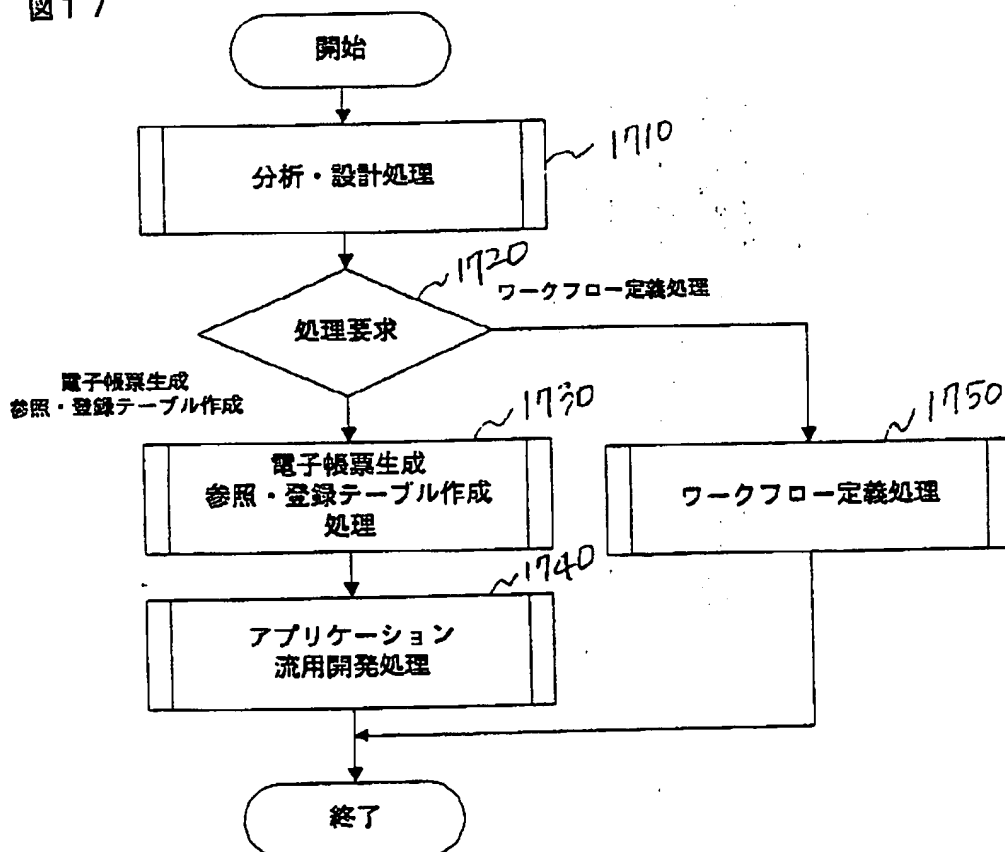 図17
開始
分析・設計処理
1710
1720
ワークフロー定義処理
処理要求
電子帳票生成
参照・登録テーブル作成
1730
電子帳票生成
参照・登録テーブル作成
処理
1750
ワークフロー定義処理
1740
アプリケーション
流用開発処理
終了